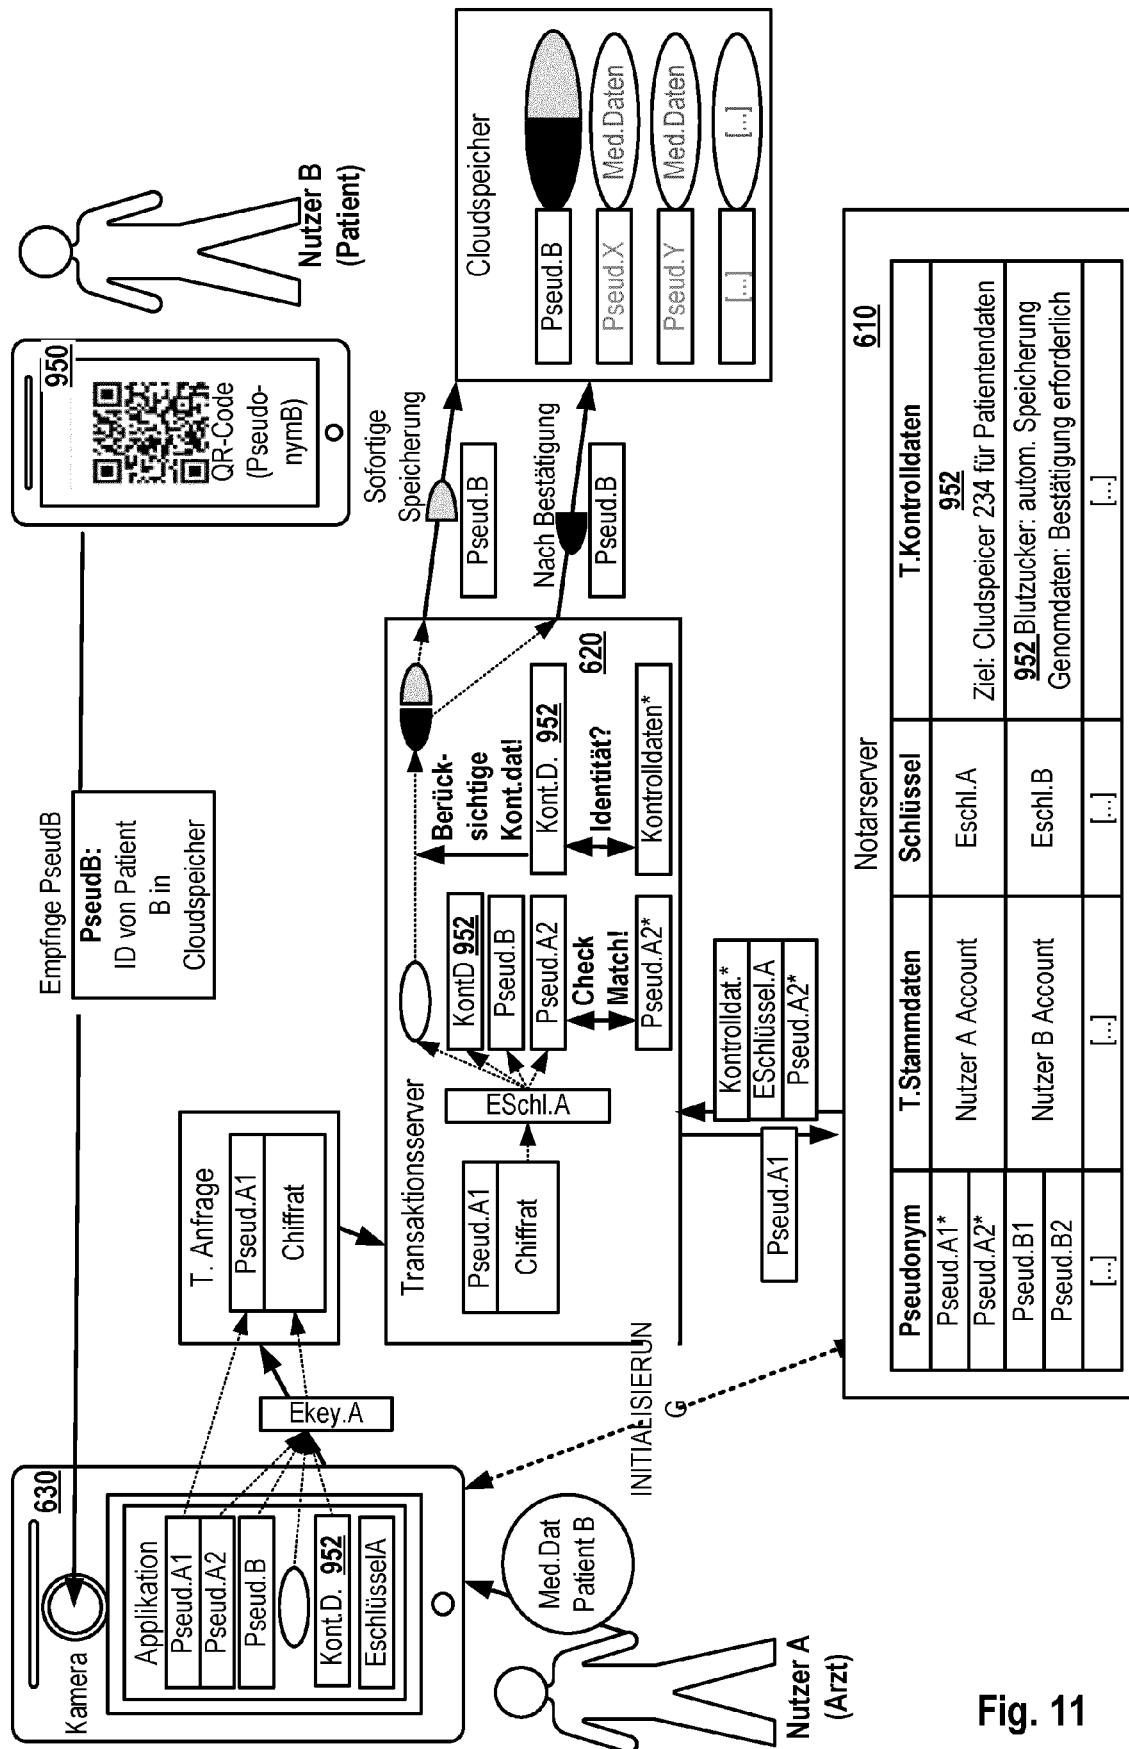 630
Kamera
Applikation
Pseud.A1
Pseud.A2
Pseud.B
Kont.D. 952
EschlüsselA
Med.Dat
Patient B
Nutzer A
(Arzt)
Ekey.A
T. Anfrage
Pseud.A1
Chiffrat
INITIALISIERUN
G
Empfnge PseudB
PseudB:
ID von Patient
B in
Cloudspeicher
950
QR-Code
(Pseudo-
nymB)
Nutzer B
(Patient)
Transaktionsserver
Pseud.A1
Chiffrat
ESchl.A
KontD 952
Pseud.B
Pseud.A2
Check
Match!
Pseud.A2*
Berück-
sichtige
Kont.dat!
Kont.D. 952
Identität?
Kontrolldaten*
620
Sofortige
Speicherung
Pseud.B
Nach Bestätigung
Pseud.B
Cloudspeicher
Pseud.B
Pseud.X
Med.Daten
Pseud.Y
Med.Daten
[...]
[...]
Pseud.A1
Kontrolldat.*
ESchlüssel.A
Pseud.A2*
Notarserver
610
Pseudonym
T.Stammdaten
Schlüssel
T.Kontrolldaten
Pseud.A1*
Pseud.A2*
Nutzer A Account
Eschl.A
952
Ziel: Cludspeicer 234 für Patientendaten
Pseud.B1
Pseud.B2
Nutzer B Account
Eschl.B
952 Blutzucker: autom. Speicherung
Genomdaten: Bestätigung erforderlich
[...]
[...]
[...]
[...]
Fig. 11